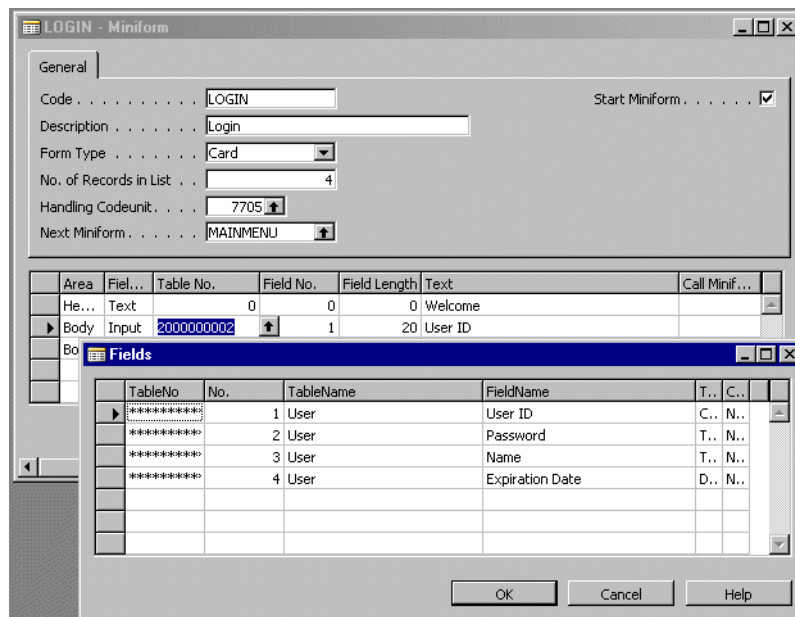 LOGIN - Miniform
General
Code . . . . . . . . . . LOGIN Start Miniform . . . . . .
Description . . . . . . . Login
Form Type . . . . . . . Card
No. of Records in List . . 4
Handling Codeunit. . . . . 7705
Next Miniform . . . . . . MAINMENU
Area Fiel... Table No. Field No. Field Length Text Call Minif...
He... Text 0 0 0 Welcome
Body Input 2000000002 1 20 User ID
Bo
Fields
TableNo No. TableName FieldName T.. C..
********** 1 User User ID C.. N..
********** 2 User Password T.. N..
********** 3 User Name T.. N..
********** 4 User Expiration Date D.. N..
OK Cancel Help